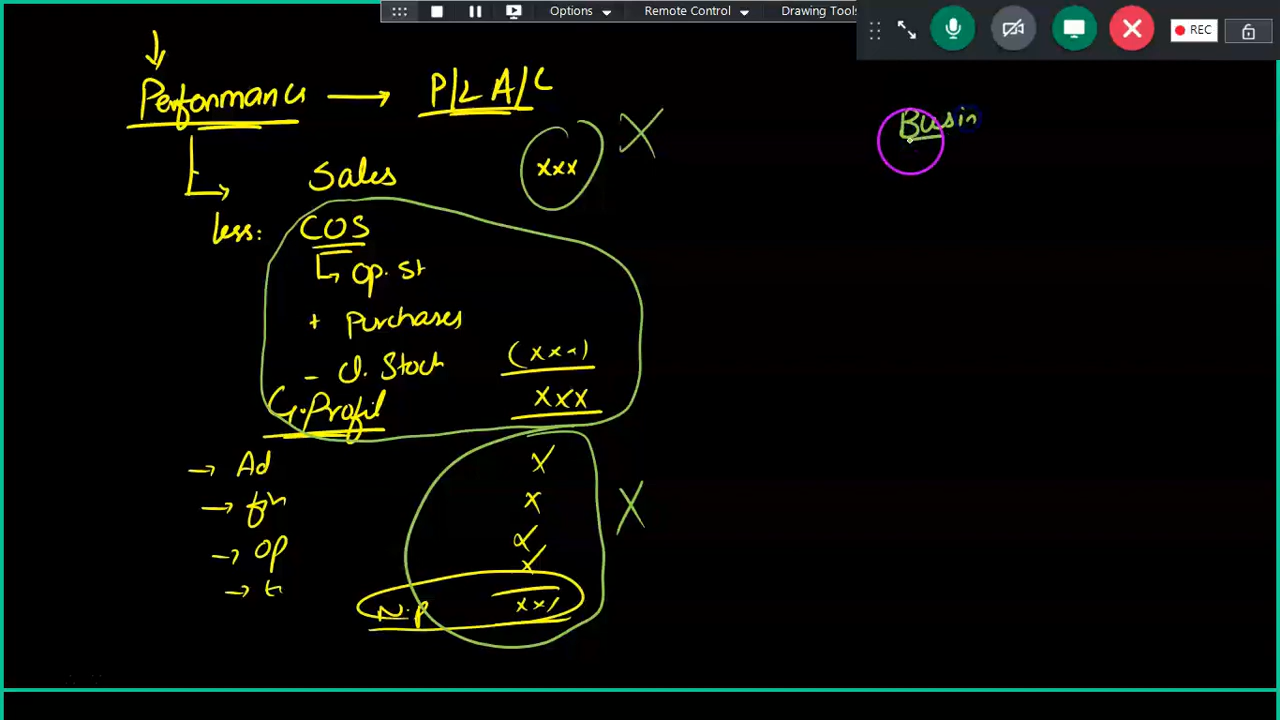 Options Remote Control Drawing Tools
REC
Performance → P/L A/C
Busin
Sales xxx X
less: COS
op. St
+ Purchases
- Cl. Stock (xxx)
G. Profit xxx
→ Ad x
→ fin x X
→ op x
→ t x
N.p xxx